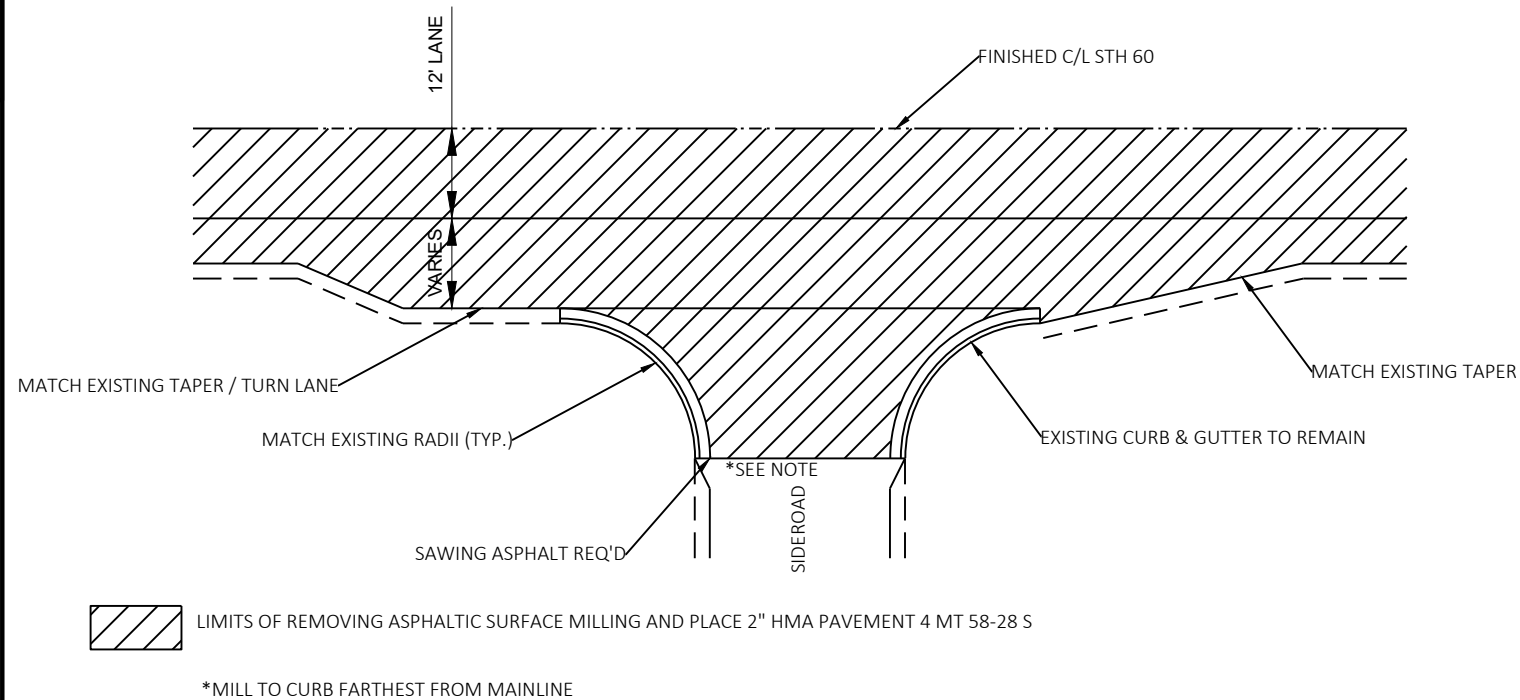 12' LANE
FINISHED C/L STH 60
VARIES
MATCH EXISTING TAPER / TURN LANE
MATCH EXISTING TAPER
MATCH EXISTING RADII (TYP.)
EXISTING CURB & GUTTER TO REMAIN
*SEE NOTE
SIDEROAD
SAWING ASPHALT REQ'D
LIMITS OF REMOVING ASPHALTIC SURFACE MILLING AND PLACE 2" HMA PAVEMENT 4 MT 58-28 S
*MILL TO CURB FARTHEST FROM MAINLINE